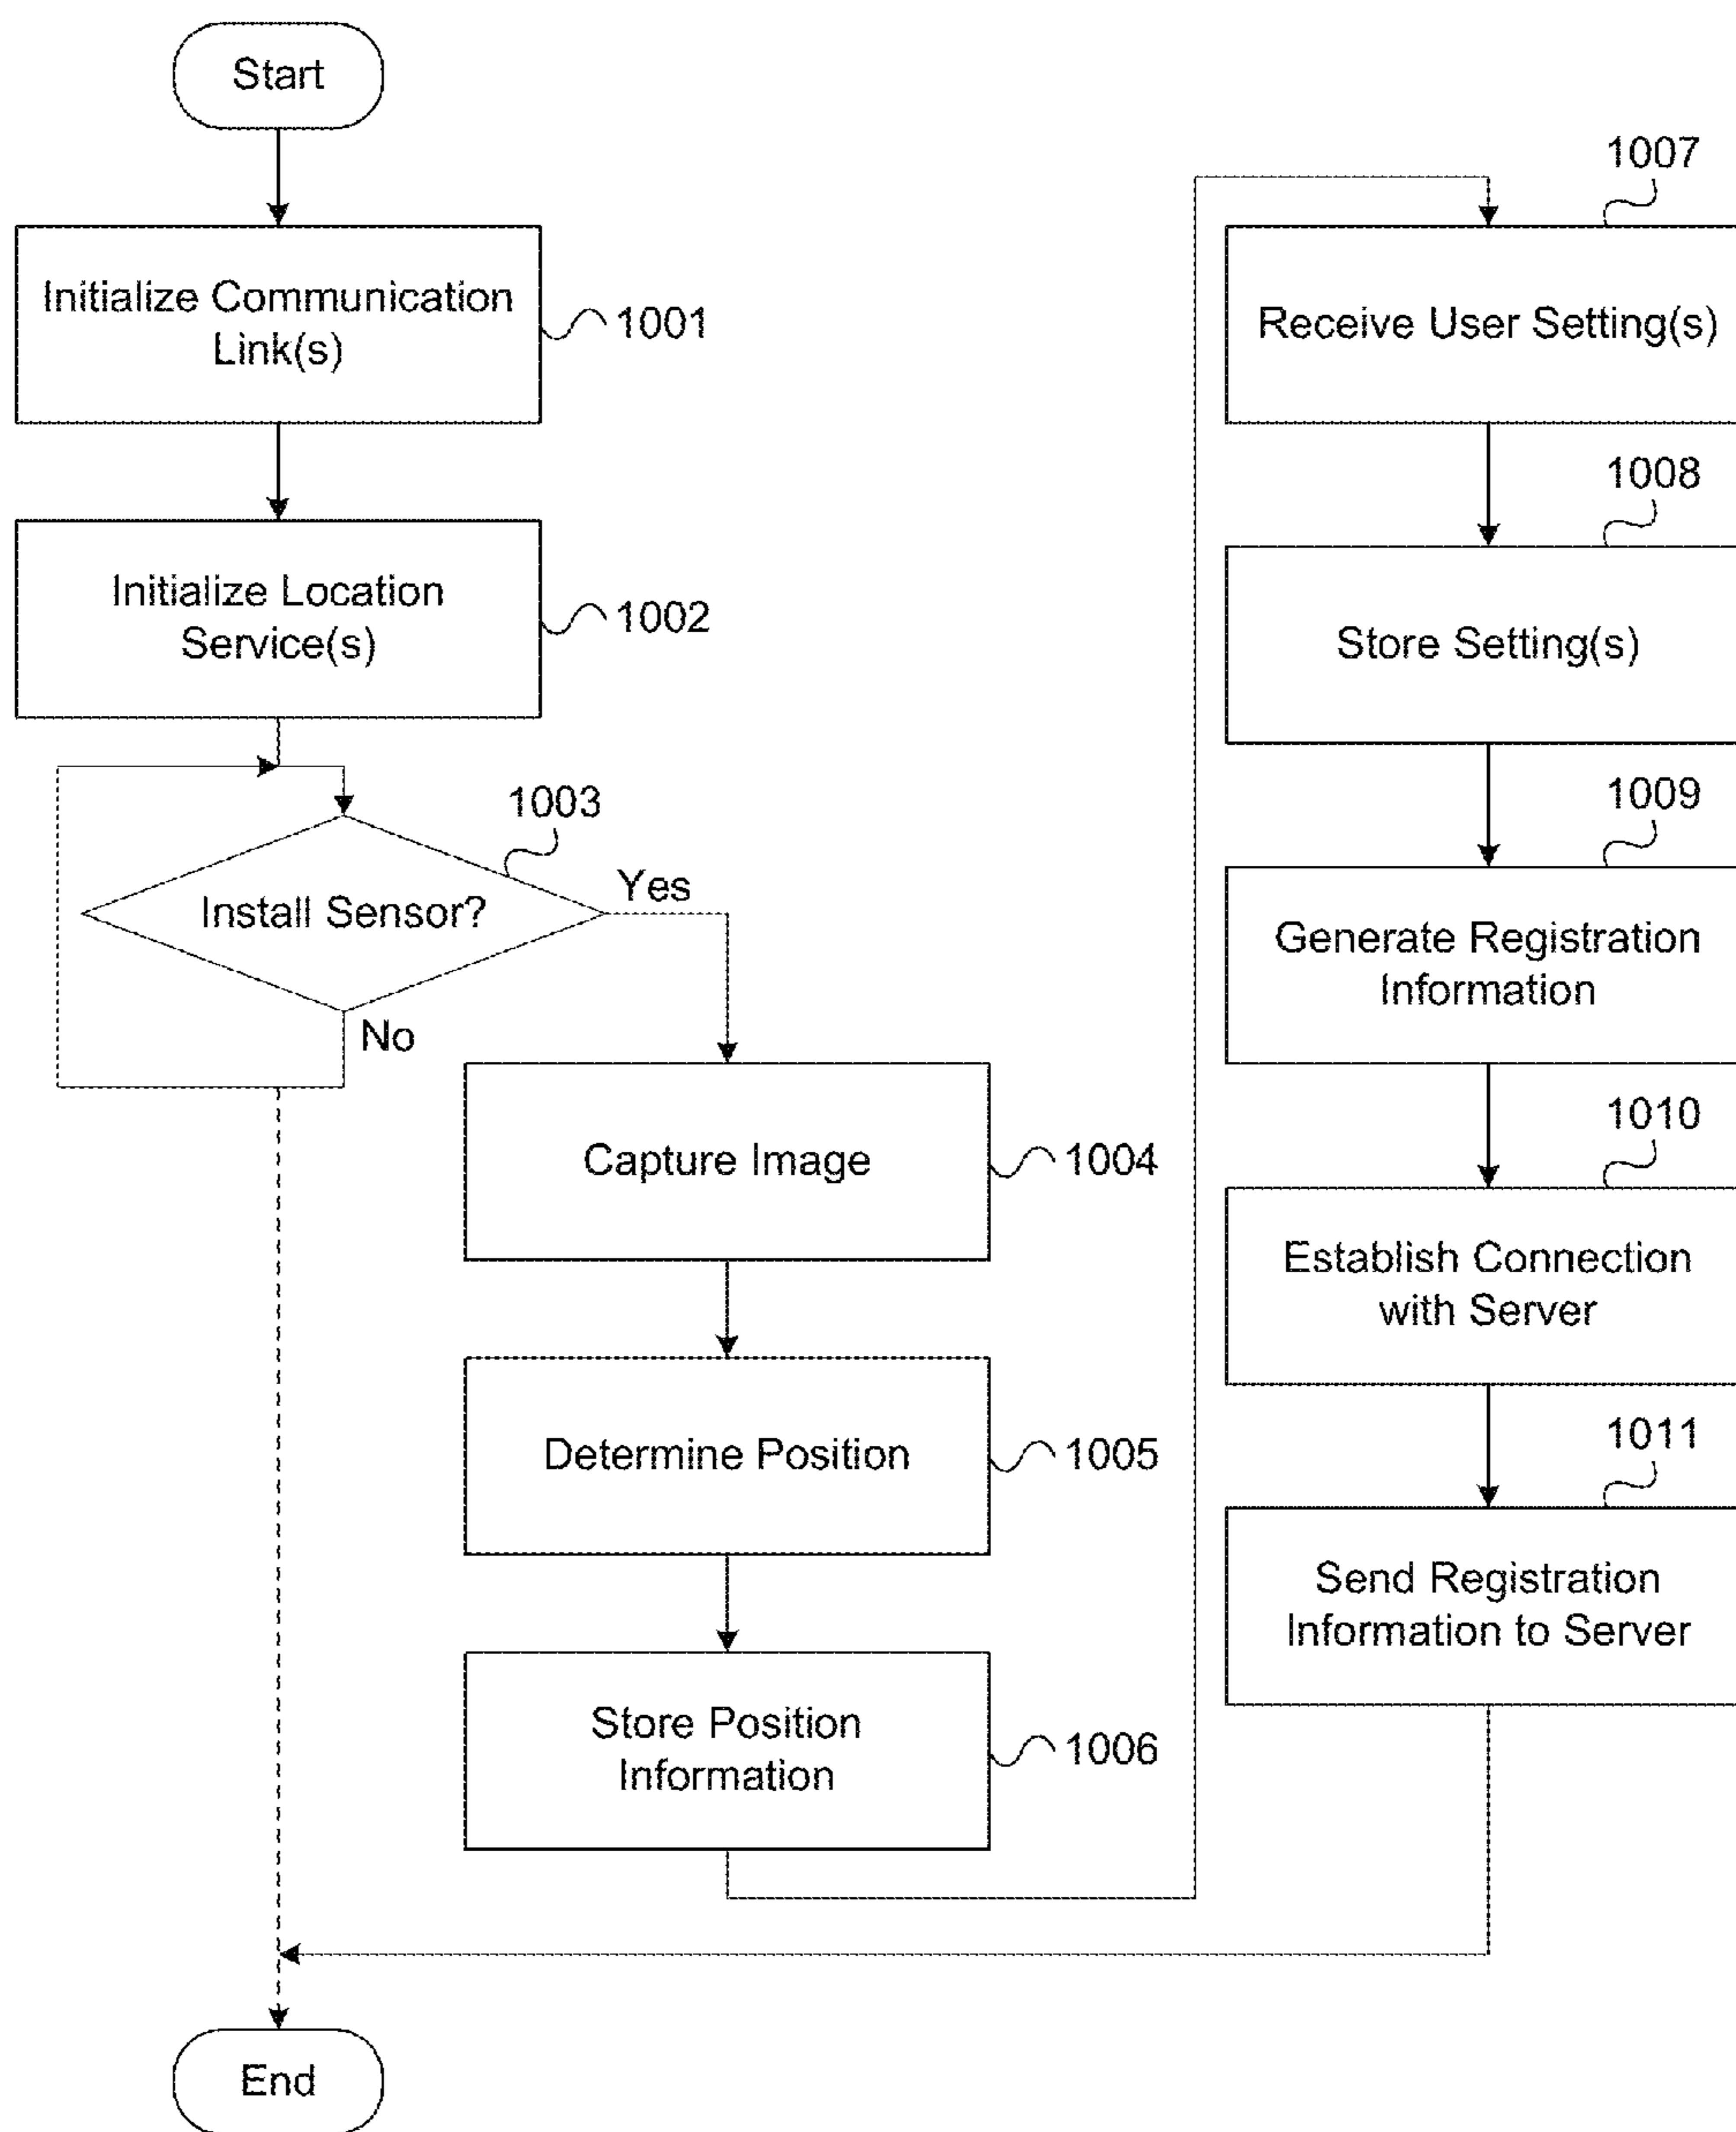 Start
Initialize Communication
Link(s)
1001
Initialize Location
Service(s)
1002
1003
Install Sensor?
Yes
No
Capture Image
1004
Determine Position
1005
Store Position
Information
1006
1007
Receive User Setting(s)
1008
Store Setting(s)
1009
Generate Registration
Information
1010
Establish Connection
with Server
1011
Send Registration
Information to Server
End